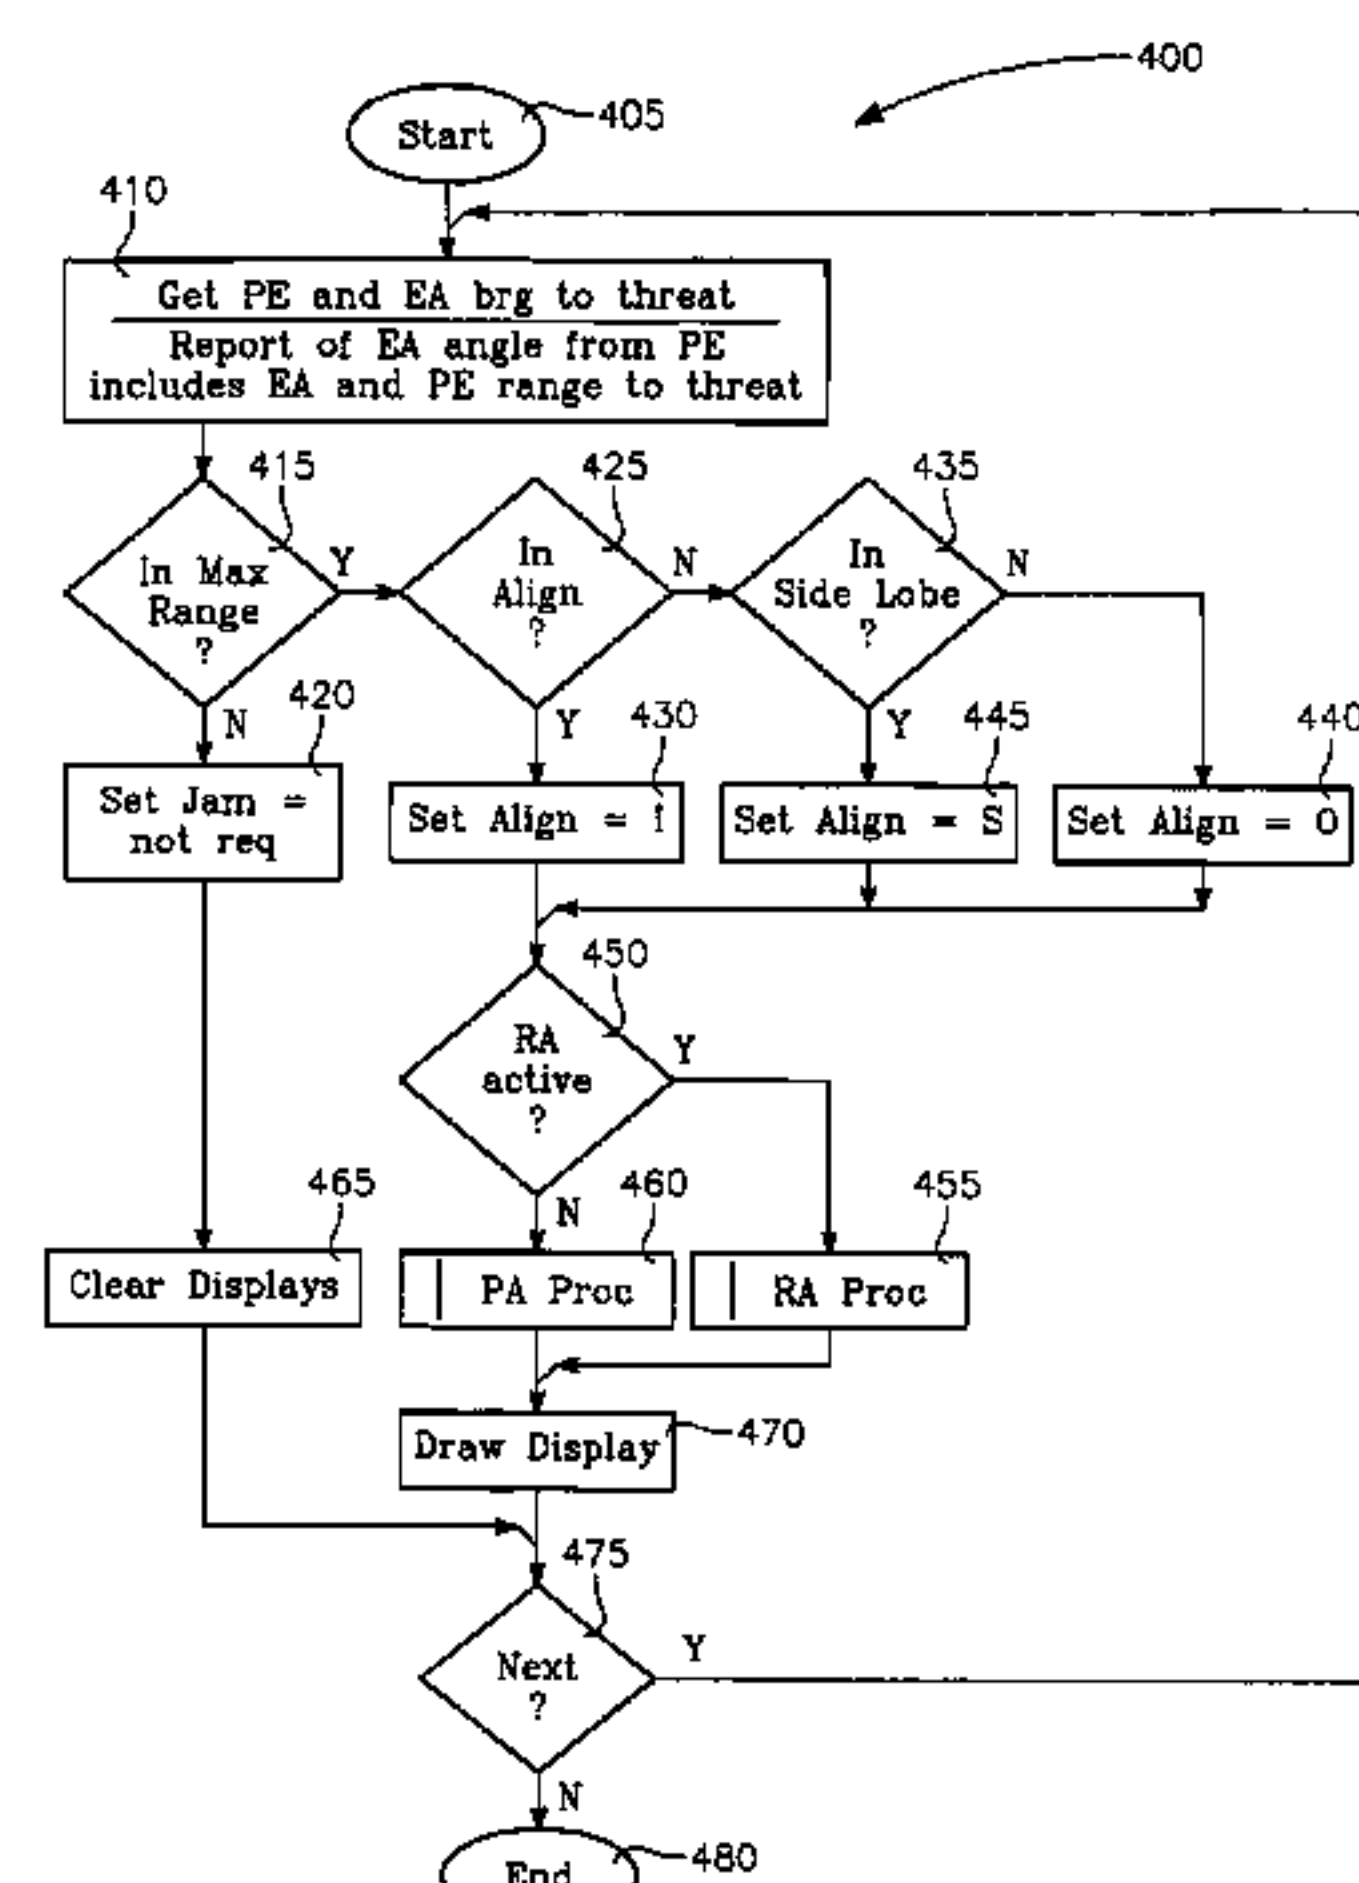 400
405
Start
410
Get PE and EA brg to threat
Report of EA angle from PE
includes EA and PE range to threat
415
425
435
In Max
Range
?
Y
In
Align
?
N
In
Side Lobe
?
N
N
420
Y
430
Y
445
440
Set Jam =
not req
Set Align = I
Set Align = S
Set Align = O
450
RA
active
?
Y
465
N
460
455
Clear Displays
PA Proc
RA Proc
Draw Display
470
475
Next
?
Y
N
End
480